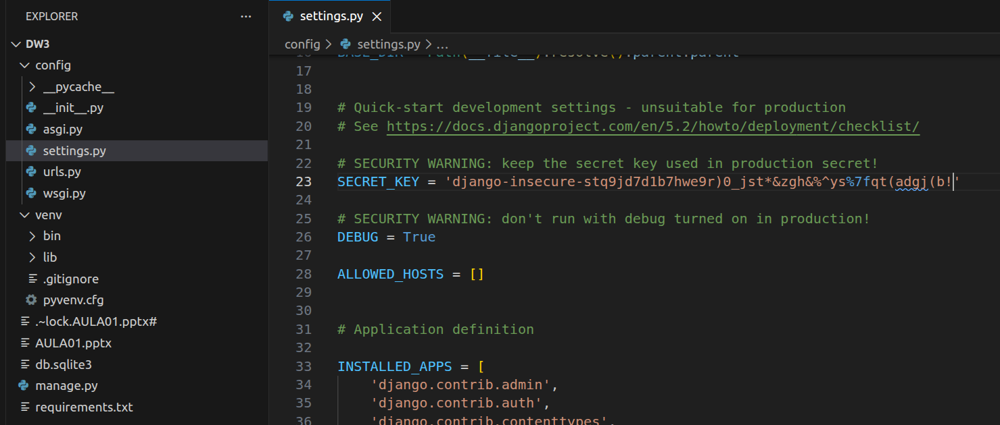 EXPLORER
...
DW3
config
__pycache__
__init__.py
asgi.py
settings.py
urls.py
wsgi.py
venv
bin
lib
.gitignore
pyvenv.cfg
.~lock.AULA01.pptx#
AULA01.pptx
db.sqlite3
manage.py
requirements.txt
settings.py
config > settings.py > ...
16 BASE_DIR = Path(__file__).resolve().parent.parent
17
18
19 # Quick-start development settings - unsuitable for production
20 # See https://docs.djangoproject.com/en/5.2/howto/deployment/checklist/
21
22 # SECURITY WARNING: keep the secret key used in production secret!
23 SECRET_KEY = 'django-insecure-stq9jd7d1b7hwe9r)0_jst*&zgh&%^ys%7fqt(adgj(b!'
24
25 # SECURITY WARNING: don't run with debug turned on in production!
26 DEBUG = True
27
28 ALLOWED_HOSTS = []
29
30
31 # Application definition
32
33 INSTALLED_APPS = [
34 'django.contrib.admin',
35 'django.contrib.auth',
36 'django.contrib.contenttypes',